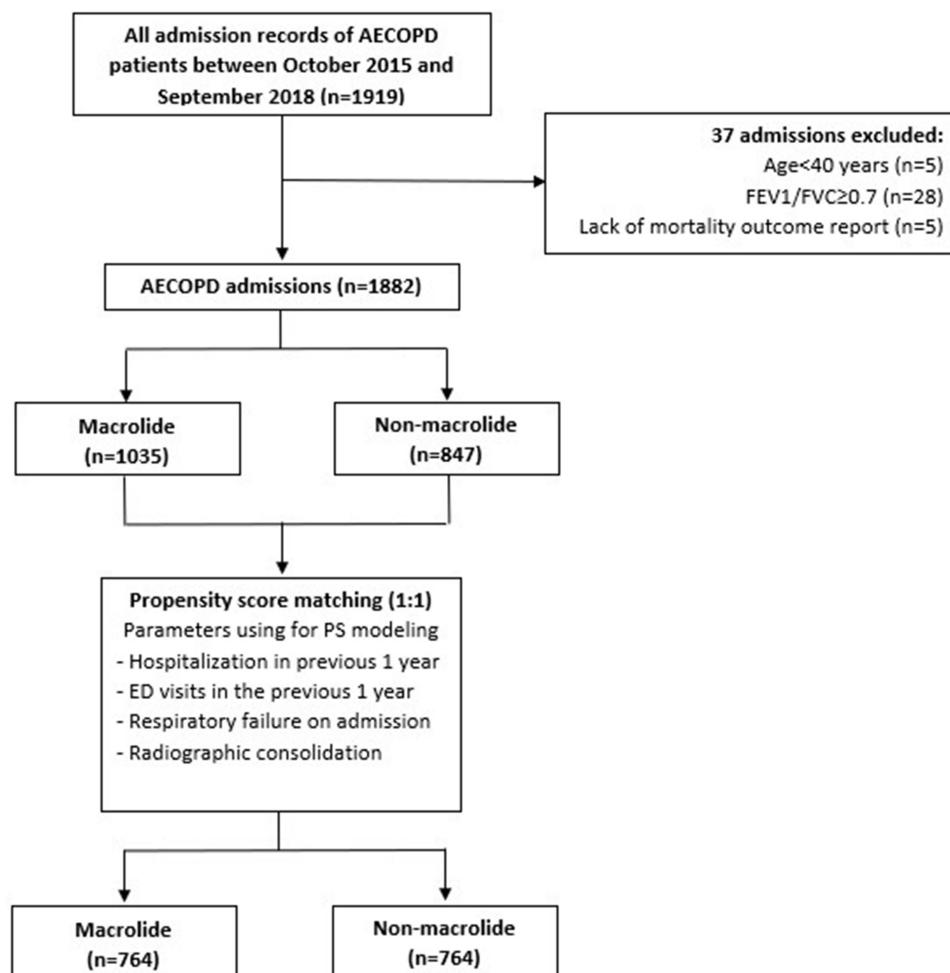 All admission records of AECOPD
patients between October 2015 and
September 2018 (n=1919)
37 admissions excluded:
Age<40 years (n=5)
FEV1/FVC≥0.7 (n=28)
Lack of mortality outcome report (n=5)
AECOPD admissions (n=1882)
Macrolide
(n=1035)
Non-macrolide
(n=847)
Propensity score matching (1:1)
Parameters using for PS modeling
- Hospitalization in previous 1 year
- ED visits in the previous 1 year
- Respiratory failure on admission
- Radiographic consolidation
Macrolide
(n=764)
Non-macrolide
(n=764)